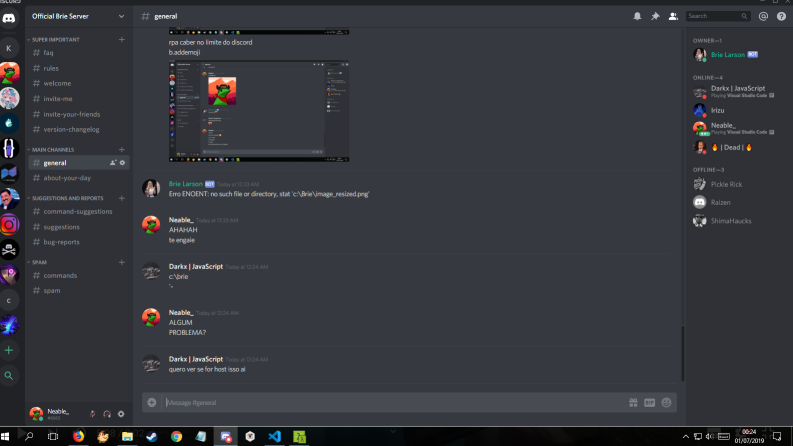 DISCORD
Official Brie Server
SUPER IMPORTANT
faq
rules
welcome
invite-me
invite-your-friends
version-changelog
MAIN CHANNELS
general
about-your-day
SUGGESTIONS AND REPORTS
command-suggestions
suggestions
bug-reports
SPAM
commands
spam
Neable_
K
C
# general
Search
rpa caber no limite do discord
b.addemoji
Brie Larson BOT Today at 12:23 AM
Erro ENOENT: no such file or directory, stat 'c:\Brie\image_resized.png'
Neable_ Today at 12:23 AM
AHAHAH
te engaie
Darkx | JavaScript Today at 12:24 AM
c:\brie
'-
Neable_ Today at 12:24 AM
ALGUM
PROBLEMA?
Darkx | JavaScript Today at 12:24 AM
quero ver se for host isso ai
Message #general
GIF
OWNER—1
Brie Larson BOT
ONLINE—4
Darkx | JavaScript
Playing Visual Studio Code
Irizu
Neable_
Playing Visual Studio Code
🔥 | Dead | 🔥
OFFLINE—3
Pickle Rick
Raizen
ShimaHaucks
00:24
01/07/2019